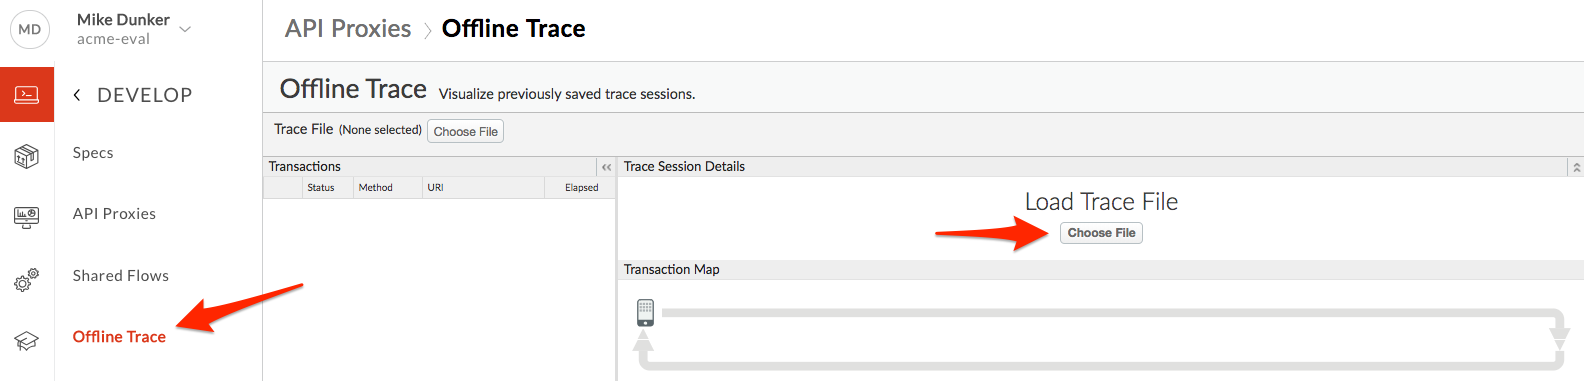 MD
Mike Dunker
acme-eval
DEVELOP
Specs
API Proxies
Shared Flows
Offline Trace
API Proxies > Offline Trace
Offline Trace Visualize previously saved trace sessions.
Trace File (None selected) Choose File
Transactions
Status Method URI Elapsed
Trace Session Details
Load Trace File
Choose File
Transaction Map